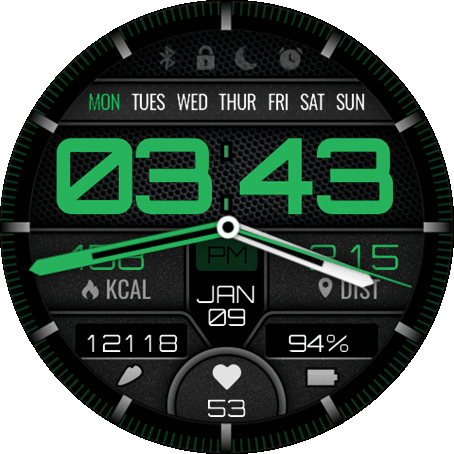 MON TUES WED THUR FRI SAT SUN
03:43
PM
KCAL DIST
JAN
09
12118 94%
53